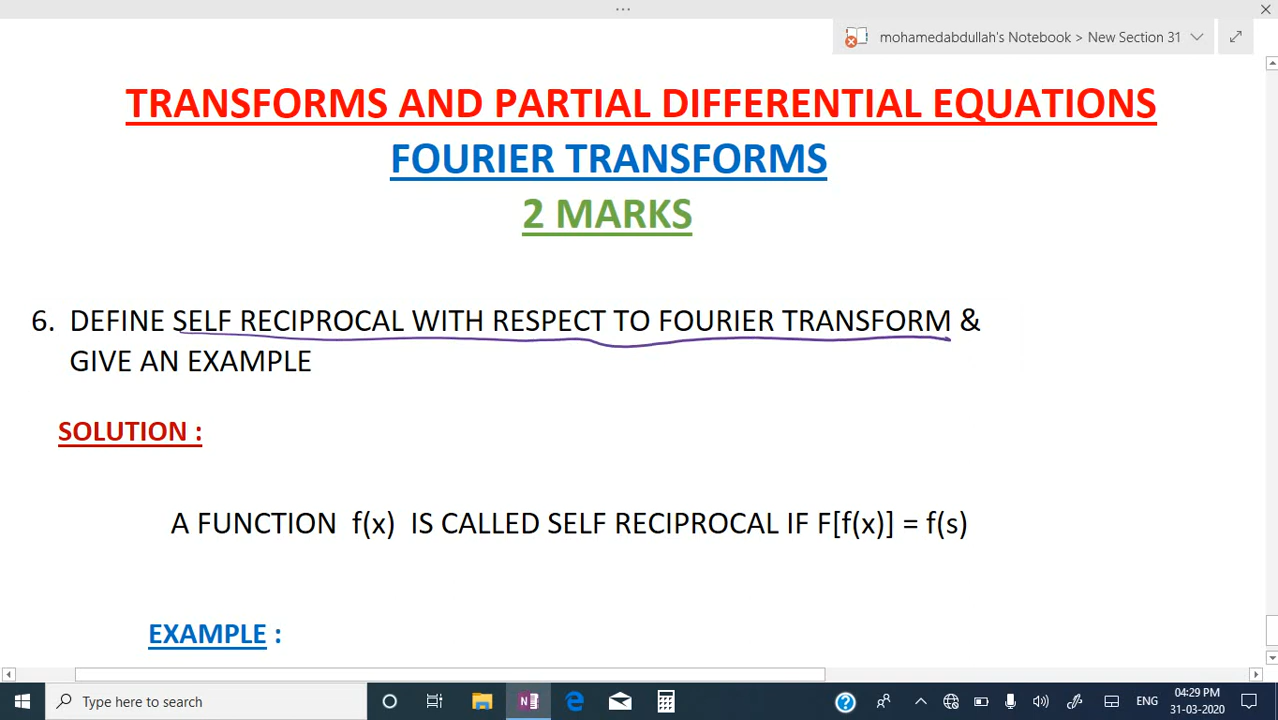 mohamedabdullah's Notebook > New Section 31
TRANSFORMS AND PARTIAL DIFFERENTIAL EQUATIONS
FOURIER TRANSFORMS
2 MARKS
6. DEFINE SELF RECIPROCAL WITH RESPECT TO FOURIER TRANSFORM &
GIVE AN EXAMPLE
SOLUTION :
A FUNCTION f(x) IS CALLED SELF RECIPROCAL IF F[f(x)] = f(s)
EXAMPLE :
Type here to search
ENG
04:29 PM
31-03-2020